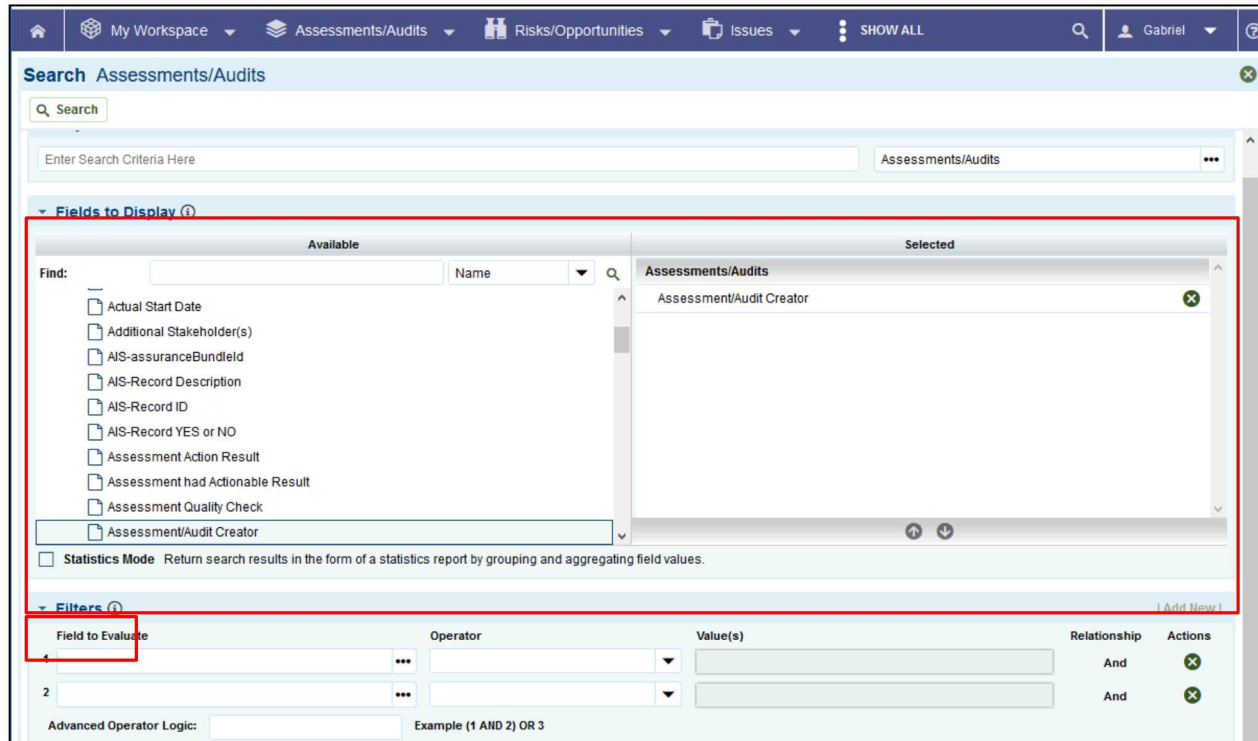 My Workspace Assessments/Audits Risks/Opportunities Issues SHOW ALL Gabriel
Search Assessments/Audits
Search
Enter Search Criteria Here Assessments/Audits
Fields to Display
Available Selected
Find: Name Assessments/Audits
Actual Start Date Assessment/Audit Creator
Additional Stakeholder(s)
AIS-assuranceBundleId
AIS-Record Description
AIS-Record ID
AIS-Record YES or NO
Assessment Action Result
Assessment had Actionable Result
Assessment Quality Check
Assessment/Audit Creator
Statistics Mode Return search results in the form of a statistics report by grouping and aggregating field values.
Filters [ Add New ]
Field to Evaluate Operator Value(s) Relationship Actions
1 And
2 And
Advanced Operator Logic: Example (1 AND 2) OR 3